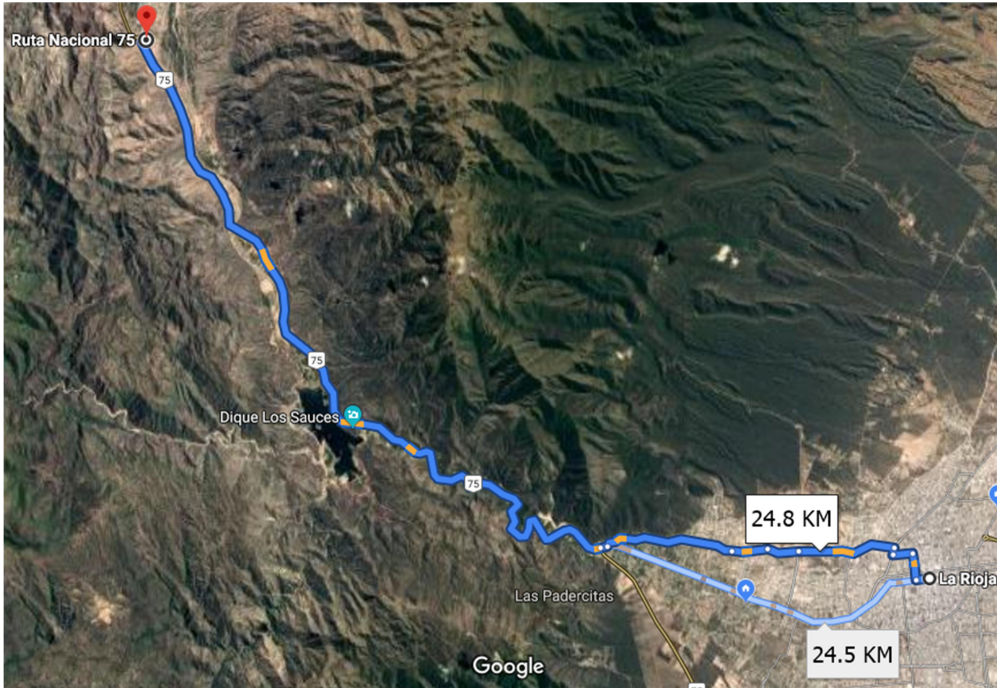 Ruta Nacional 75
75
75
Dique Los Sauces
75
24.8 KM
La Rioja
Las Padercitas
24.5 KM
Google